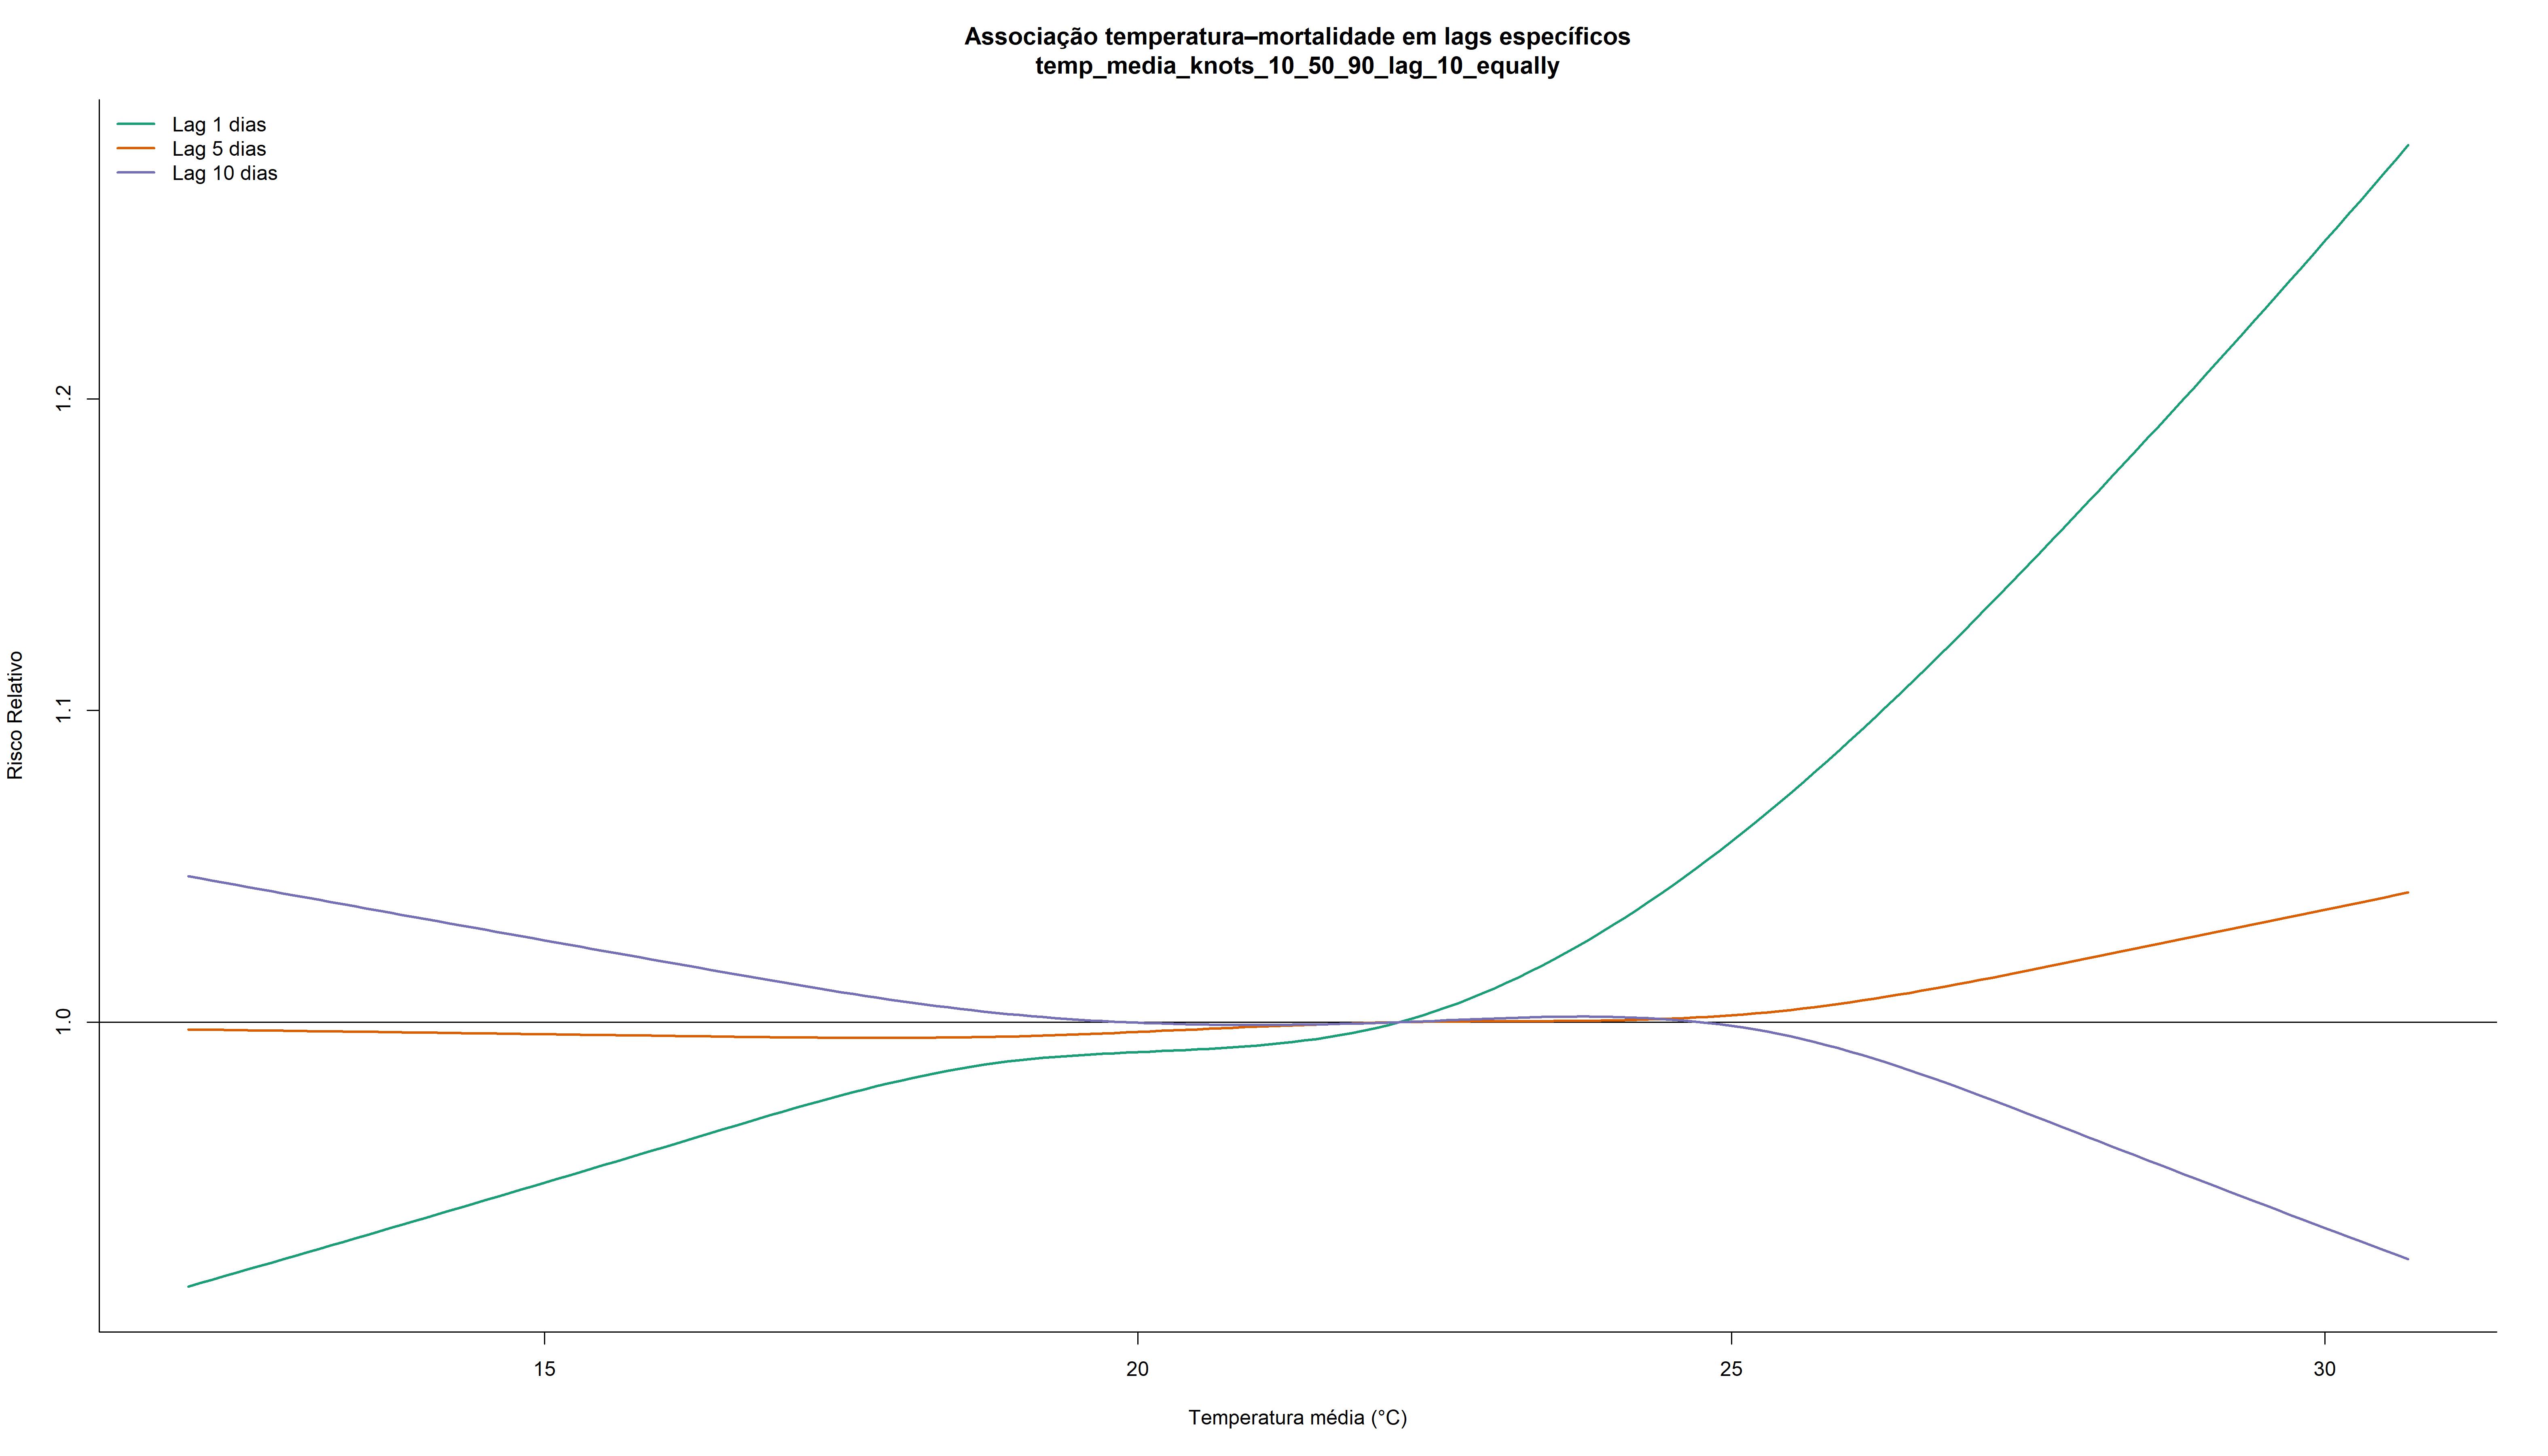 Associação temperatura–mortalidade em lags específicos
temp_media_knots_10_50_90_lag_10_equally
Lag 1 dias
Lag 5 dias
Lag 10 dias
1.2
1.1
1.0
Risco Relativo
15
20
25
30
Temperatura média (°C)